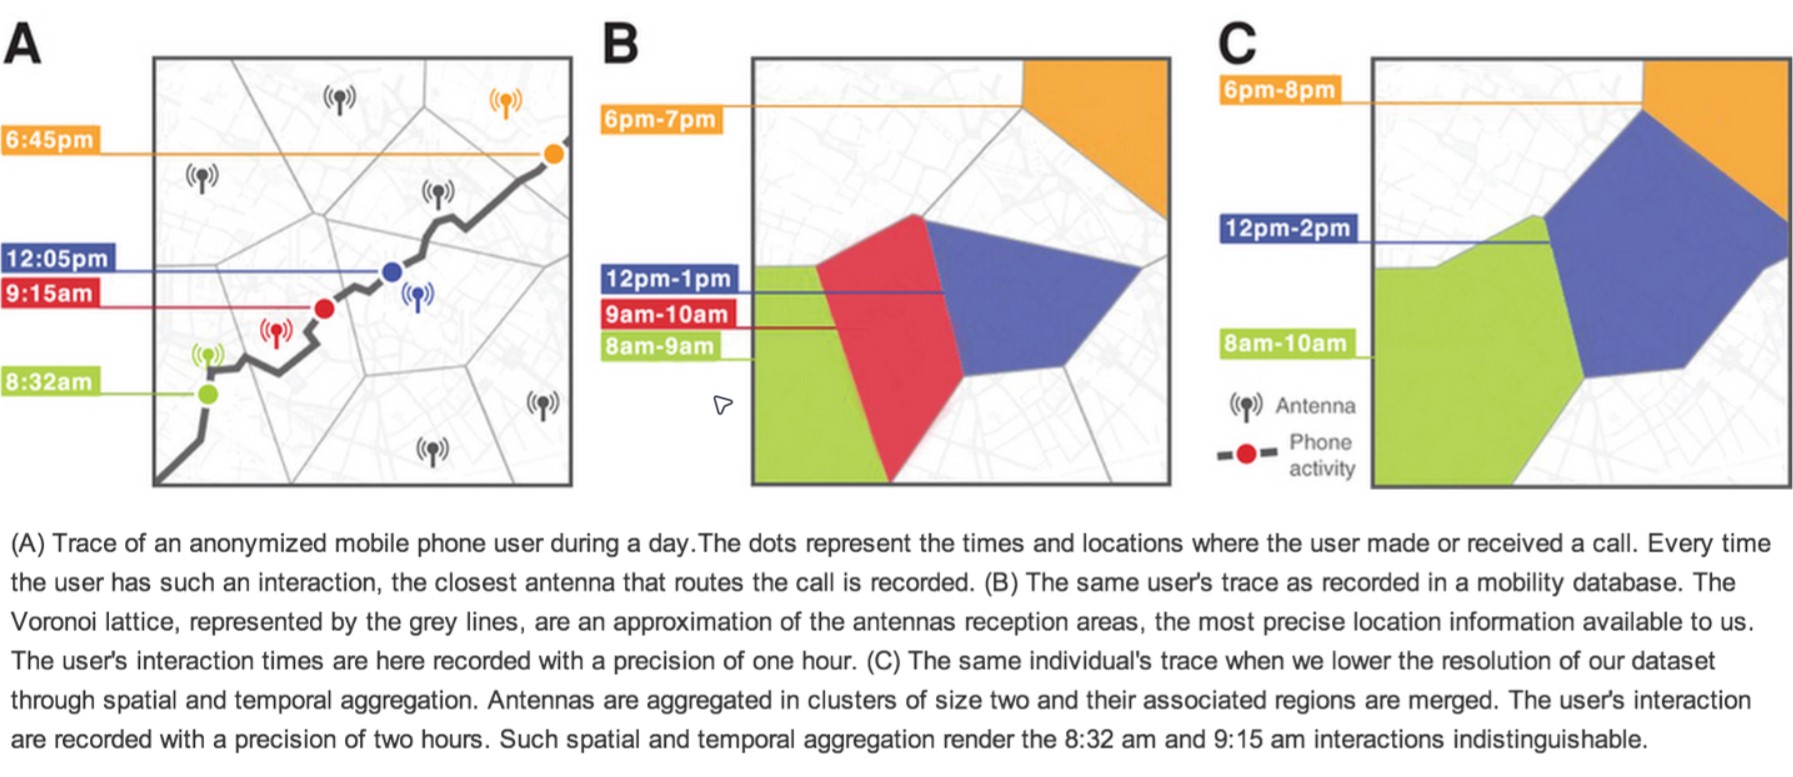 A
6:45pm
12:05pm
9:15am
8:32am
B
6pm-7pm
12pm-1pm
9am-10am
8am-9am
C
6pm-8pm
12pm-2pm
8am-10am
Antenna
Phone
activity
(A) Trace of an anonymized mobile phone user during a day.The dots represent the times and locations where the user made or received a call. Every time
the user has such an interaction, the closest antenna that routes the call is recorded. (B) The same user's trace as recorded in a mobility database. The
Voronoi lattice, represented by the grey lines, are an approximation of the antennas reception areas, the most precise location information available to us.
The user's interaction times are here recorded with a precision of one hour. (C) The same individual's trace when we lower the resolution of our dataset
through spatial and temporal aggregation. Antennas are aggregated in clusters of size two and their associated regions are merged. The user's interaction
are recorded with a precision of two hours. Such spatial and temporal aggregation render the 8:32 am and 9:15 am interactions indistinguishable.